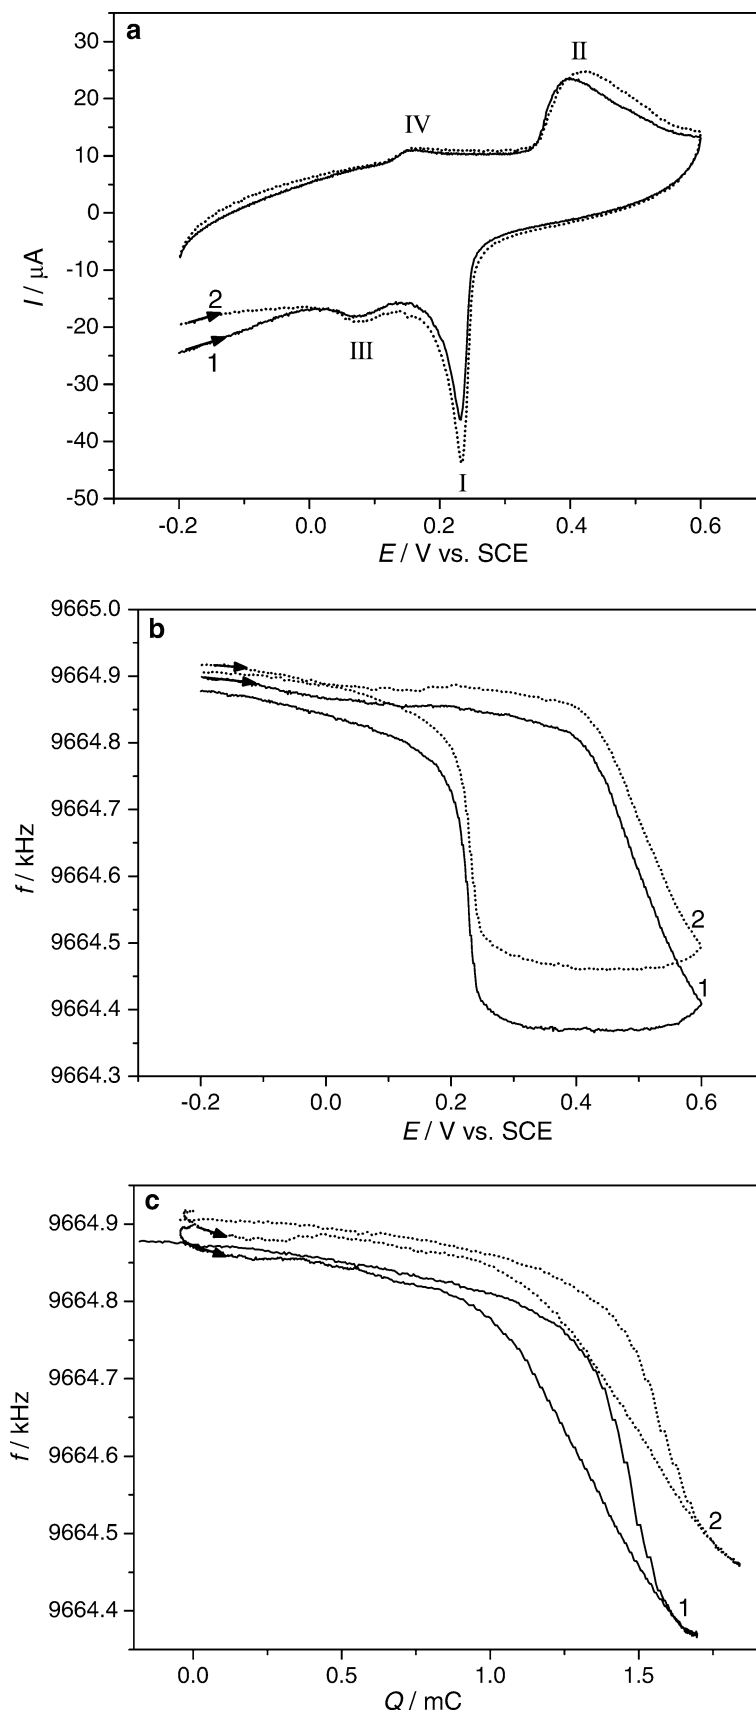 a
30
20
10
0
-10
-20
-30
-40
-50
I / μA
II
IV
2
1
III
I
-0.2 0.0 0.2 0.4 0.6
E / V vs. SCE
b
9665.0
9664.9
9664.8
9664.7
9664.6
9664.5
9664.4
9664.3
f / kHz
2
1
-0.2 0.0 0.2 0.4 0.6
E / V vs. SCE
c
9664.9
9664.8
9664.7
9664.6
9664.5
9664.4
f / kHz
2
1
0.0 0.5 1.0 1.5
Q / mC